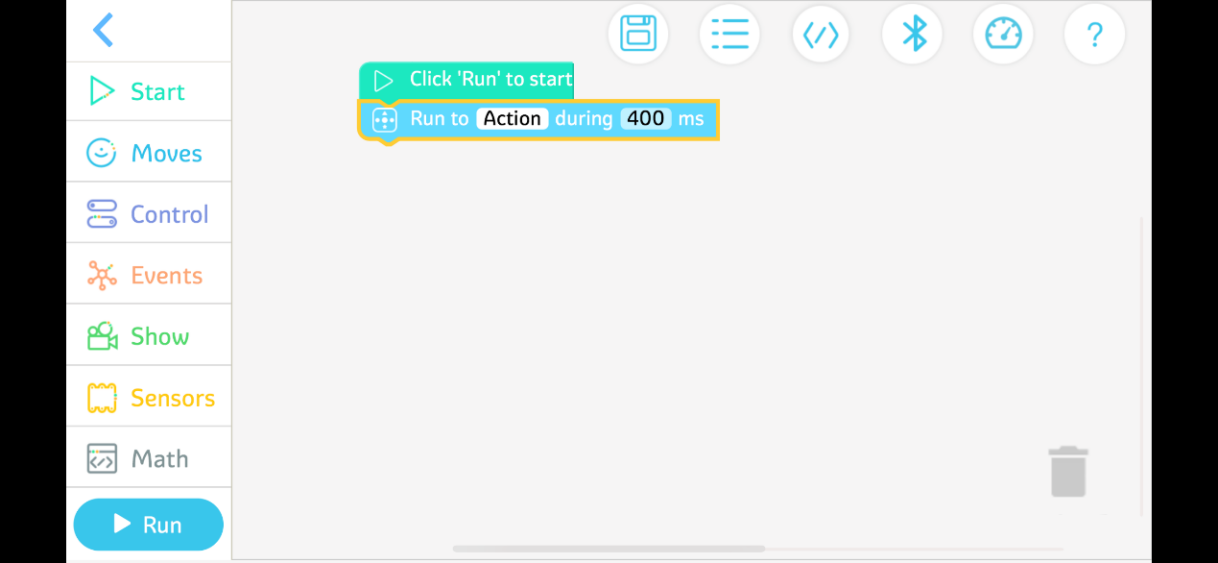 Start
Moves
Control
Events
Show
Sensors
Math
Run
?
Click 'Run' to start
Run to Action during 400 ms